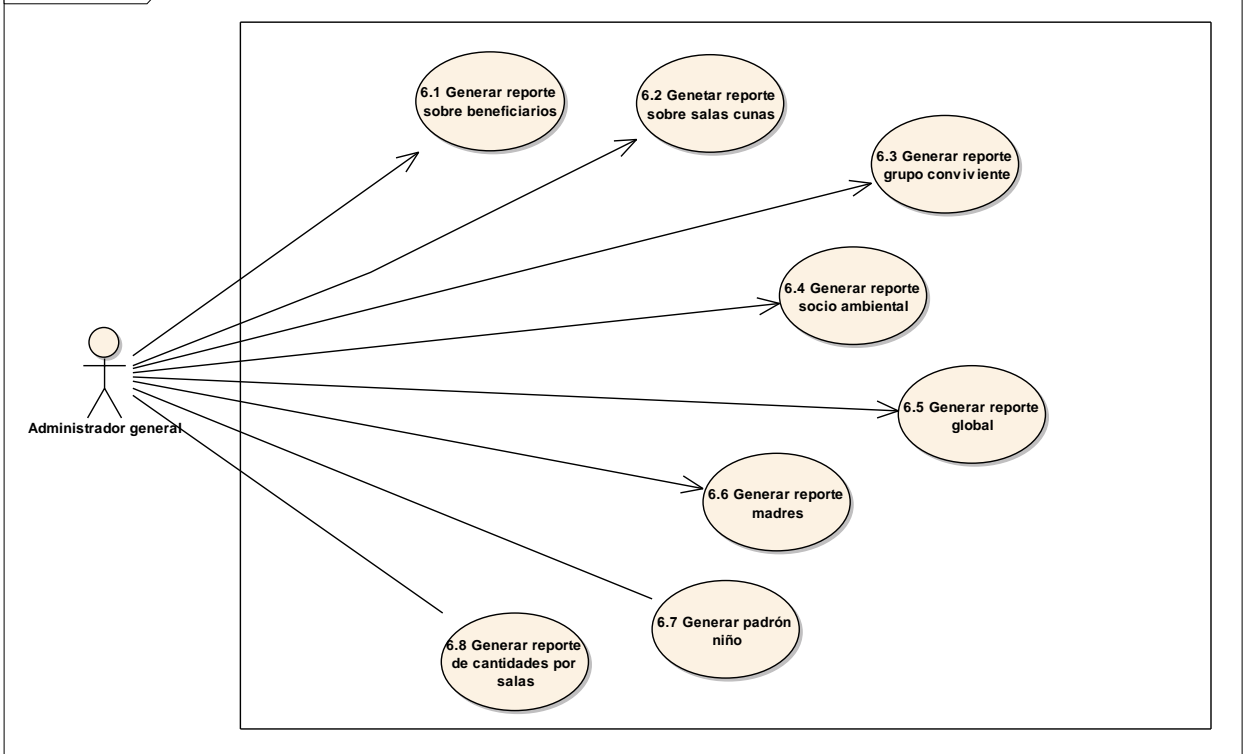 6.1 Generar reporte
sobre beneficiarios
6.2 Genetar reporte
sobre salas cunas
6.3 Generar reporte
grupo conviviente
6.4 Generar reporte
socio ambiental
Administrador general
6.5 Generar reporte
global
6.6 Generar reporte
madres
6.7 Generar padrón
niño
6.8 Generar reporte
de cantidades por
salas